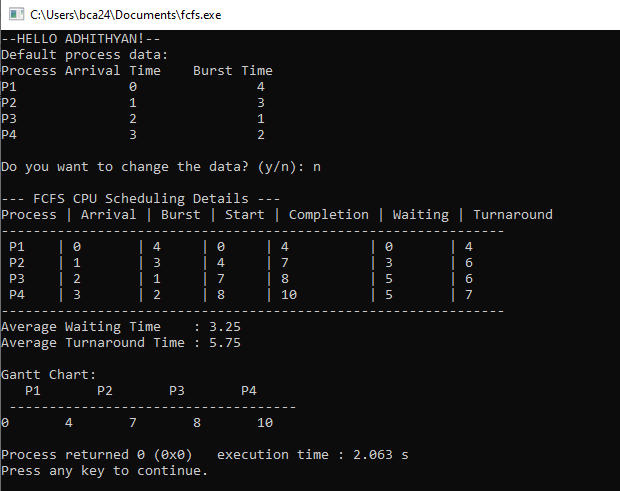 C:\Users\bca24\Documents\fcfs.exe
--HELLO ADHITHYAN!--
Default process data:
Process Arrival Time    Burst Time
P1              0               4
P2              1               3
P3              2               1
P4              3               2
Do you want to change the data? (y/n): n
--- FCFS CPU Scheduling Details ---
Process | Arrival | Burst | Start | Completion | Waiting | Turnaround
---------------------------------------------------------------
 P1     | 0       | 4     | 0     | 4          | 0       | 4
 P2     | 1       | 3     | 4     | 7          | 3       | 6
 P3     | 2       | 1     | 7     | 8          | 5       | 6
 P4     | 3       | 2     | 8     | 10         | 5       | 7
---------------------------------------------------------------
Average Waiting Time    : 3.25
Average Turnaround Time : 5.75
Gantt Chart:
   P1       P2       P3       P4
 ------------------------------------
0       4       7       8       10
Process returned 0 (0x0)   execution time : 2.063 s
Press any key to continue.